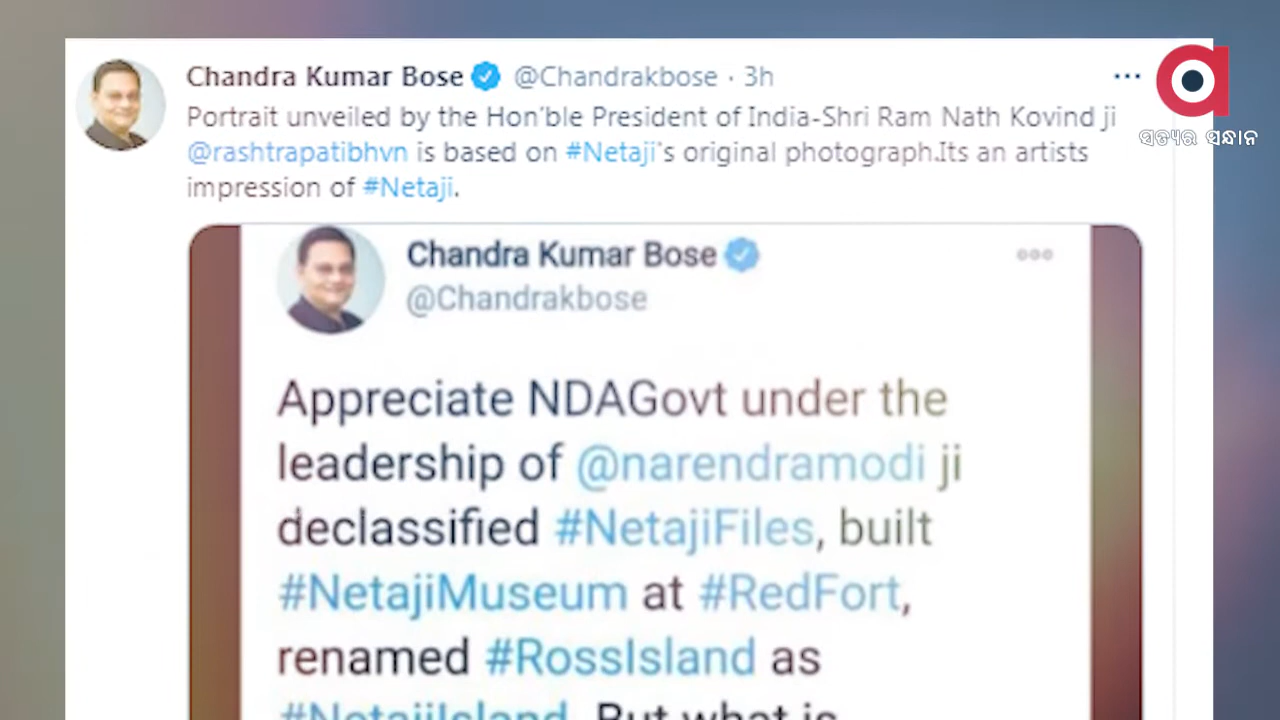 Chandra Kumar Bose @Chandrakbose · 3h
Portrait unveiled by the Hon'ble President of India-Shri Ram Nath Kovind ji
@rashtrapatibhvn is based on #Netaji's original photograph.Its an artists
impression of #Netaji.
ସତ୍ୟର ସନ୍ଧାନ
Chandra Kumar Bose
@Chandrakbose
Appreciate NDAGovt under the
leadership of @narendramodi ji
declassified #NetajiFiles, built
#NetajiMuseum at #RedFort,
renamed #RossIsland as
#NetajiIsland. But what is